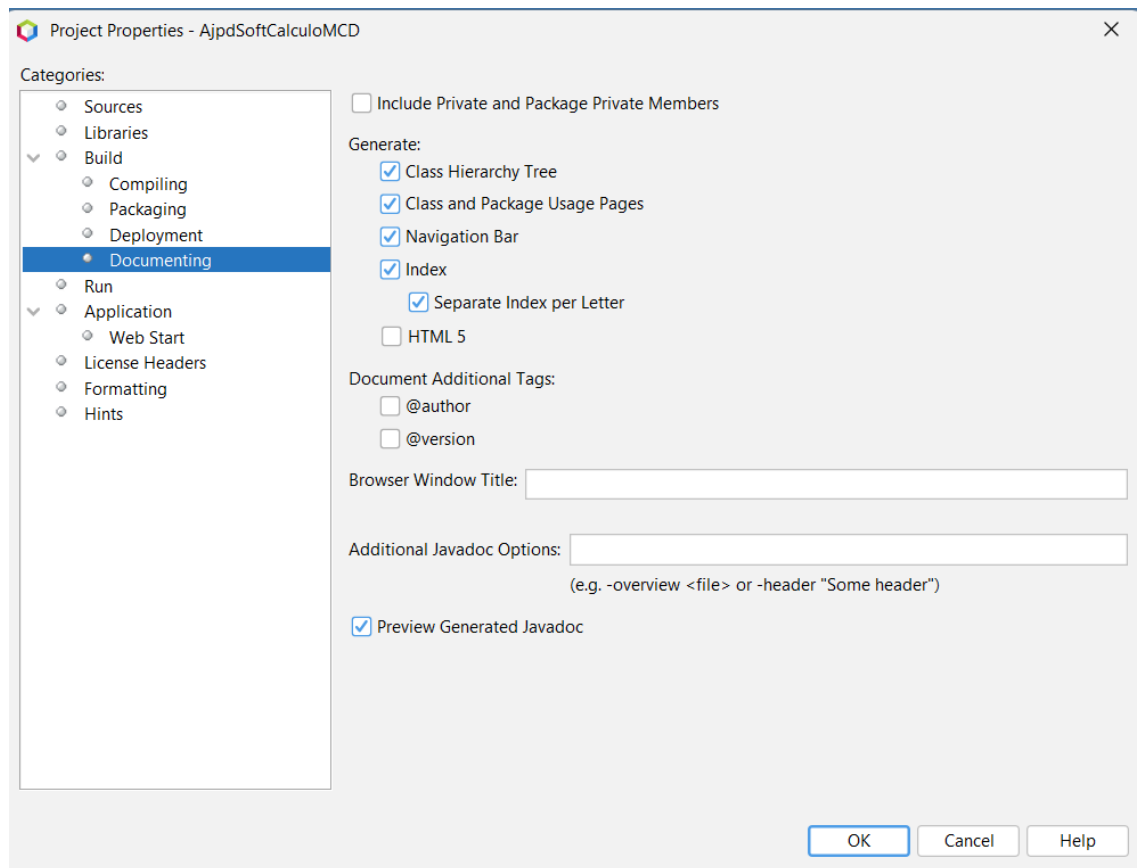 Project Properties - AjpdSoftCalculoMCD
Categories:
Sources
Libraries
Build
Compiling
Packaging
Deployment
Documenting
Run
Application
Web Start
License Headers
Formatting
Hints
Include Private and Package Private Members
Generate:
Class Hierarchy Tree
Class and Package Usage Pages
Navigation Bar
Index
Separate Index per Letter
HTML 5
Document Additional Tags:
@author
@version
Browser Window Title:
Additional Javadoc Options:
(e.g. -overview <file> or -header "Some header")
Preview Generated Javadoc
OK Cancel Help